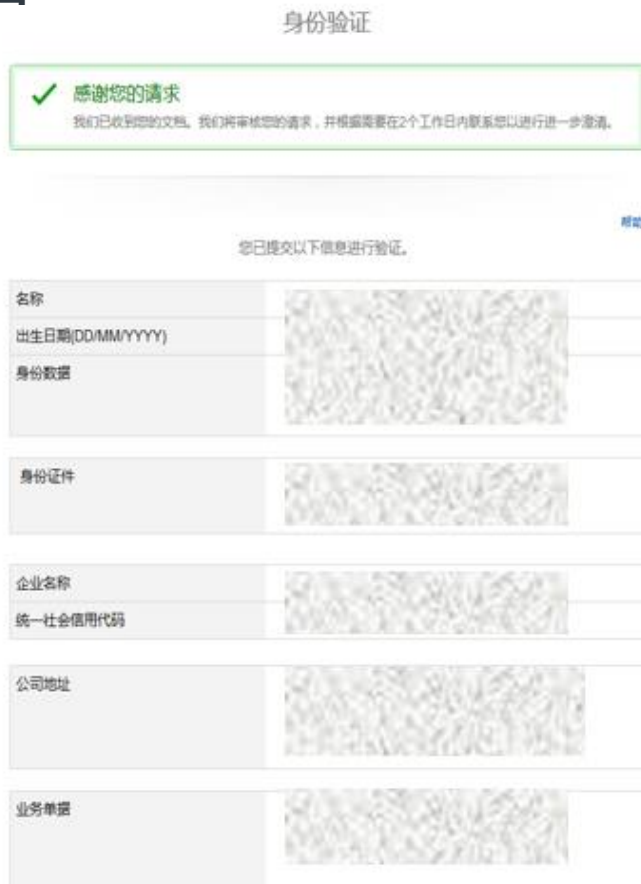 身份验证
感谢您的请求
我们已收到您的文档。我们将审核您的请求，并根据需要在2个工作日内联系您以进行进一步澄清。
帮助
您已提交以下信息进行验证。
名称
出生日期(DD/MM/YYYY)
身份数据
身份证件
企业名称
统一社会信用代码
公司地址
业务单据